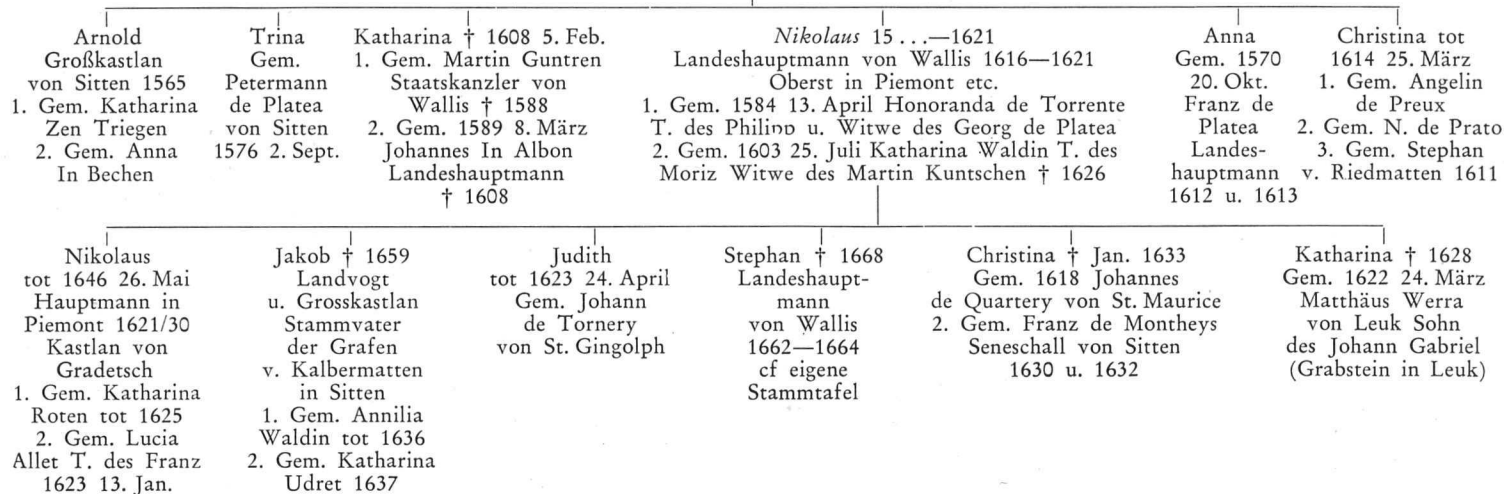 Arnold
Großkastlan
von Sitten 1565
1. Gem. Katharina
Zen Triegen
2. Gem. Anna
In Bechen
Trina
Gem.
Petermann
de Platea
von Sitten
1576 2. Sept.
Katharina † 1608 5. Feb.
1. Gem. Martin Guntren
Staatskanzler von
Wallis † 1588
2. Gem. 1589 8. März
Johannes In Albon
Landeshauptmann
† 1608
Nikolaus 15 . . .—1621
Landeshauptmann von Wallis 1616—1621
Oberst in Piemont etc.
1. Gem. 1584 13. April Honoranda de Torrente
T. des Philipp u. Witwe des Georg de Platea
2. Gem. 1603 25. Juli Katharina Waldin T. des
Moriz Witwe des Martin Kuntschen † 1626
Anna
Gem. 1570
20. Okt.
Franz de
Platea
Landes-
hauptmann
1612 u. 1613
Christina tot
1614 25. März
1. Gem. Angelin
de Preux
2. Gem. N. de Prato
3. Gem. Stephan
v. Riedmatten 1611
Nikolaus
tot 1646 26. Mai
Hauptmann in
Piemont 1621/30
Kastlan von
Gradetsch
1. Gem. Katharina
Roten tot 1625
2. Gem. Lucia
Allet T. des Franz
1623 13. Jan.
Jakob † 1659
Landvogt
u. Grosskastlan
Stammvater
der Grafen
v. Kalbermatten
in Sitten
1. Gem. Annilia
Waldin tot 1636
2. Gem. Katharina
Udret 1637
Judith
tot 1623 24. April
Gem. Johann
de Tornery
von St. Gingolph
Stephan † 1668
Landeshaupt-
mann
von Wallis
1662—1664
cf eigene
Stammtafel
Christina † Jan. 1633
Gem. 1618 Johannes
de Quartery von St. Maurice
2. Gem. Franz de Montheys
Seneschall von Sitten
1630 u. 1632
Katharina † 1628
Gem. 1622 24. März
Matthäus Werra
von Leuk Sohn
des Johann Gabriel
(Grabstein in Leuk)